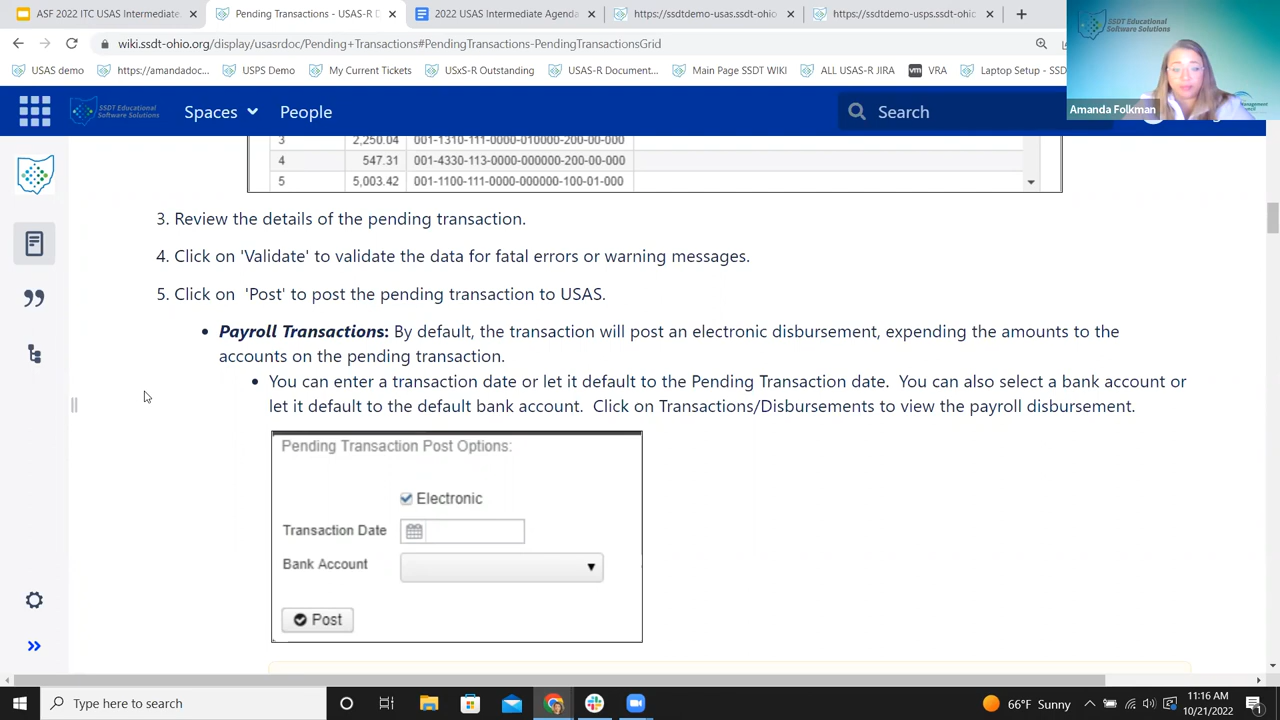 ASF 2022 ITC USAS Intermediate
Pending Transactions - USAS-R D
2022 USAS Intermediate Agenda
https://ssdtdemo-usas.ssdt-ohio
https://ssdtdemo-usps.ssdt-ohio
wiki.ssdt-ohio.org/display/usasrdoc/Pending+Transactions#PendingTransactions-PendingTransactionsGrid
USAS demo
https://amandadoc...
USPS Demo
My Current Tickets
USxS-R Outstanding
USAS-R Document...
Main Page SSDT WIKI
ALL USAS-R JIRA
vm VRA
Laptop Setup - SSD
SSDT Educational
Software Solutions
Amanda Folkman
SSDT Educational
Software Solutions
Spaces
People
Search
3 2,250.04 001-1310-111-0000-010000-200-00-000
4 547.31 001-4330-113-0000-000000-200-00-000
5 5,003.42 001-1100-111-0000-000000-100-01-000
3. Review the details of the pending transaction.
4. Click on 'Validate' to validate the data for fatal errors or warning messages.
5. Click on 'Post' to post the pending transaction to USAS.
• Payroll Transactions: By default, the transaction will post an electronic disbursement, expending the amounts to the
accounts on the pending transaction.
• You can enter a transaction date or let it default to the Pending Transaction date. You can also select a bank account or
let it default to the default bank account. Click on Transactions/Disbursements to view the payroll disbursement.
Pending Transaction Post Options:
Electronic
Transaction Date
Bank Account
Post
Type here to search
66°F Sunny
11:16 AM
10/21/2022
1